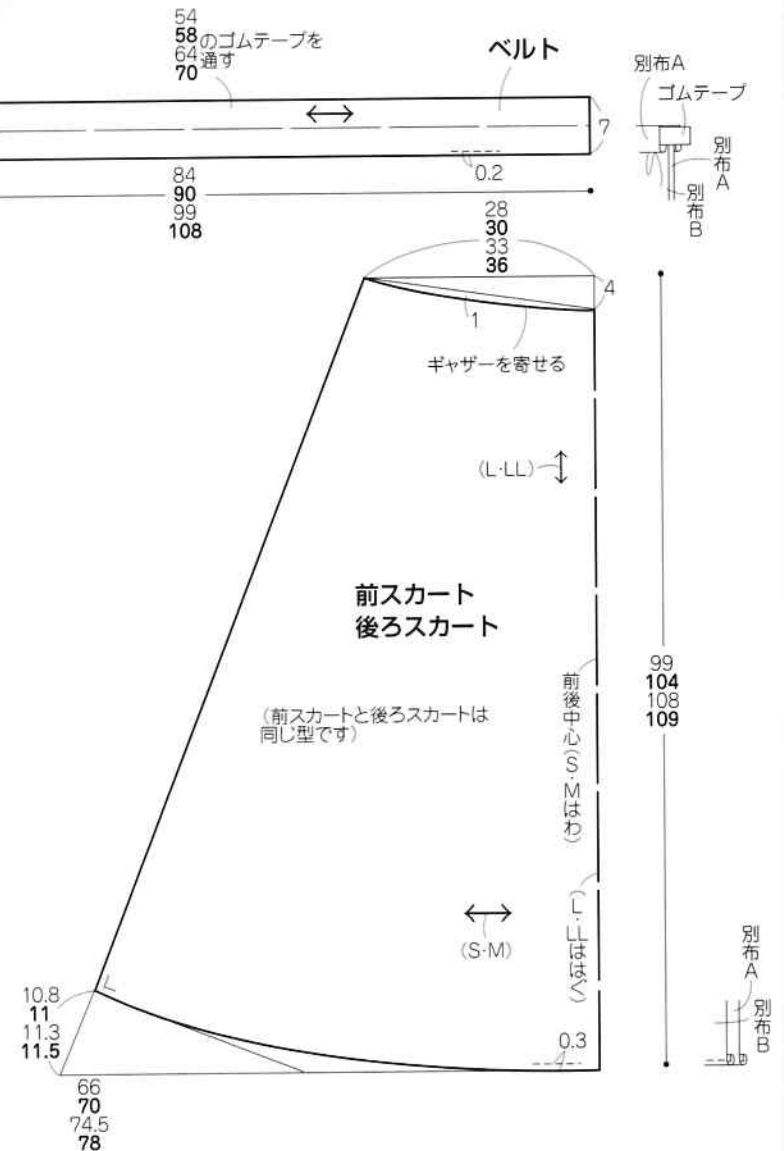 54
58
64
70
のゴムテープを
通す
ベルト
7
0.2
84
90
99
108
別布A
ゴムテープ
別布A
別布B
28
30
33
36
4
1
ギャザーを寄せる
(L·LL)
前スカート
後ろスカート
(前スカートと後ろスカートは
同じ型です)
前後中心(S·Mはわ)
(L·LLははぐ)
99
104
108
109
(S·M)
0.3
10.8
11
11.3
11.5
66
70
74.5
78
別布A
別布B